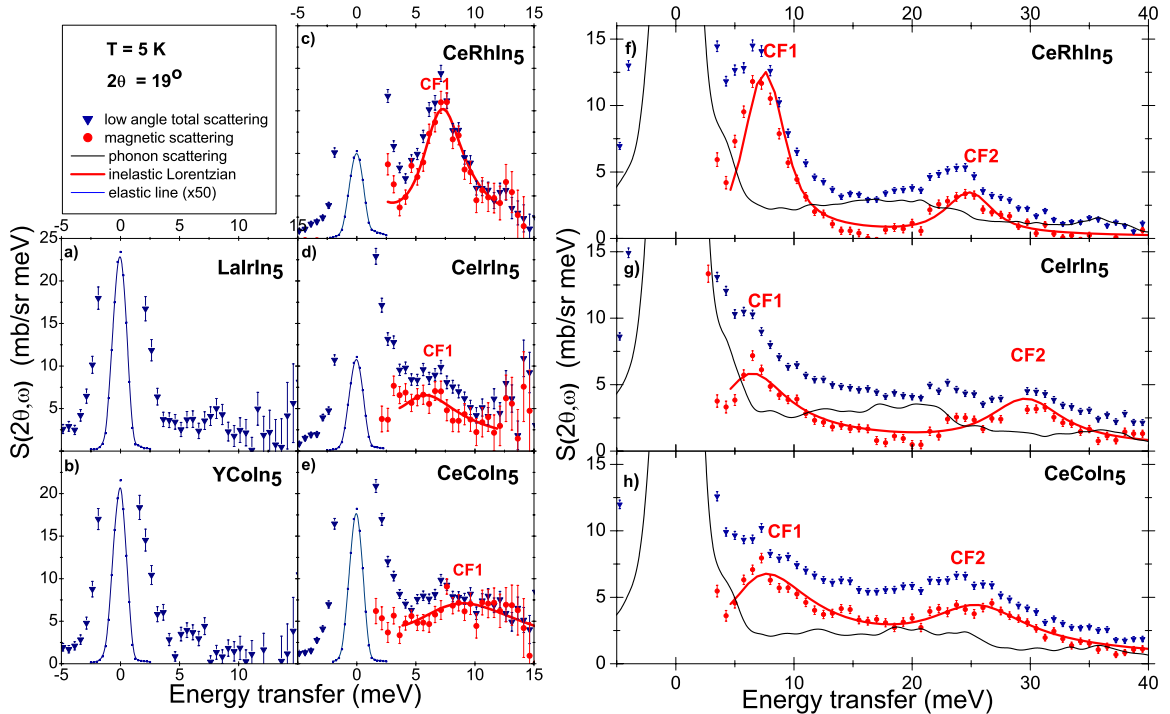 T = 5 K
2θ = 19°
low angle total scattering
magnetic scattering
phonon scattering
inelastic Lorentzian
elastic line (x50)
-5 0 5 10 15
c)
CeRhIn5
CF1
0 5 10
15
-5 0 5 10 15
a)
LaIrIn5
25
20
15
10
5
0
d)
CeIrIn5
CF1
b)
YCoIn5
20
15
10
5
0
e)
CeCoIn5
CF1
-5 0 5 10
-5 0 5 10 15
S(2θ,ω) (mb/sr meV)
Energy transfer (meV)
0 10 20 30 40
f)
CeRhIn5
CF1
CF2
15
10
5
0
g)
CeIrIn5
CF1
CF2
15
10
5
0
h)
CeCoIn5
CF1
CF2
15
10
5
0
0 10 20 30 40
S(2θ,ω) (mb/sr meV)
Energy transfer (meV)